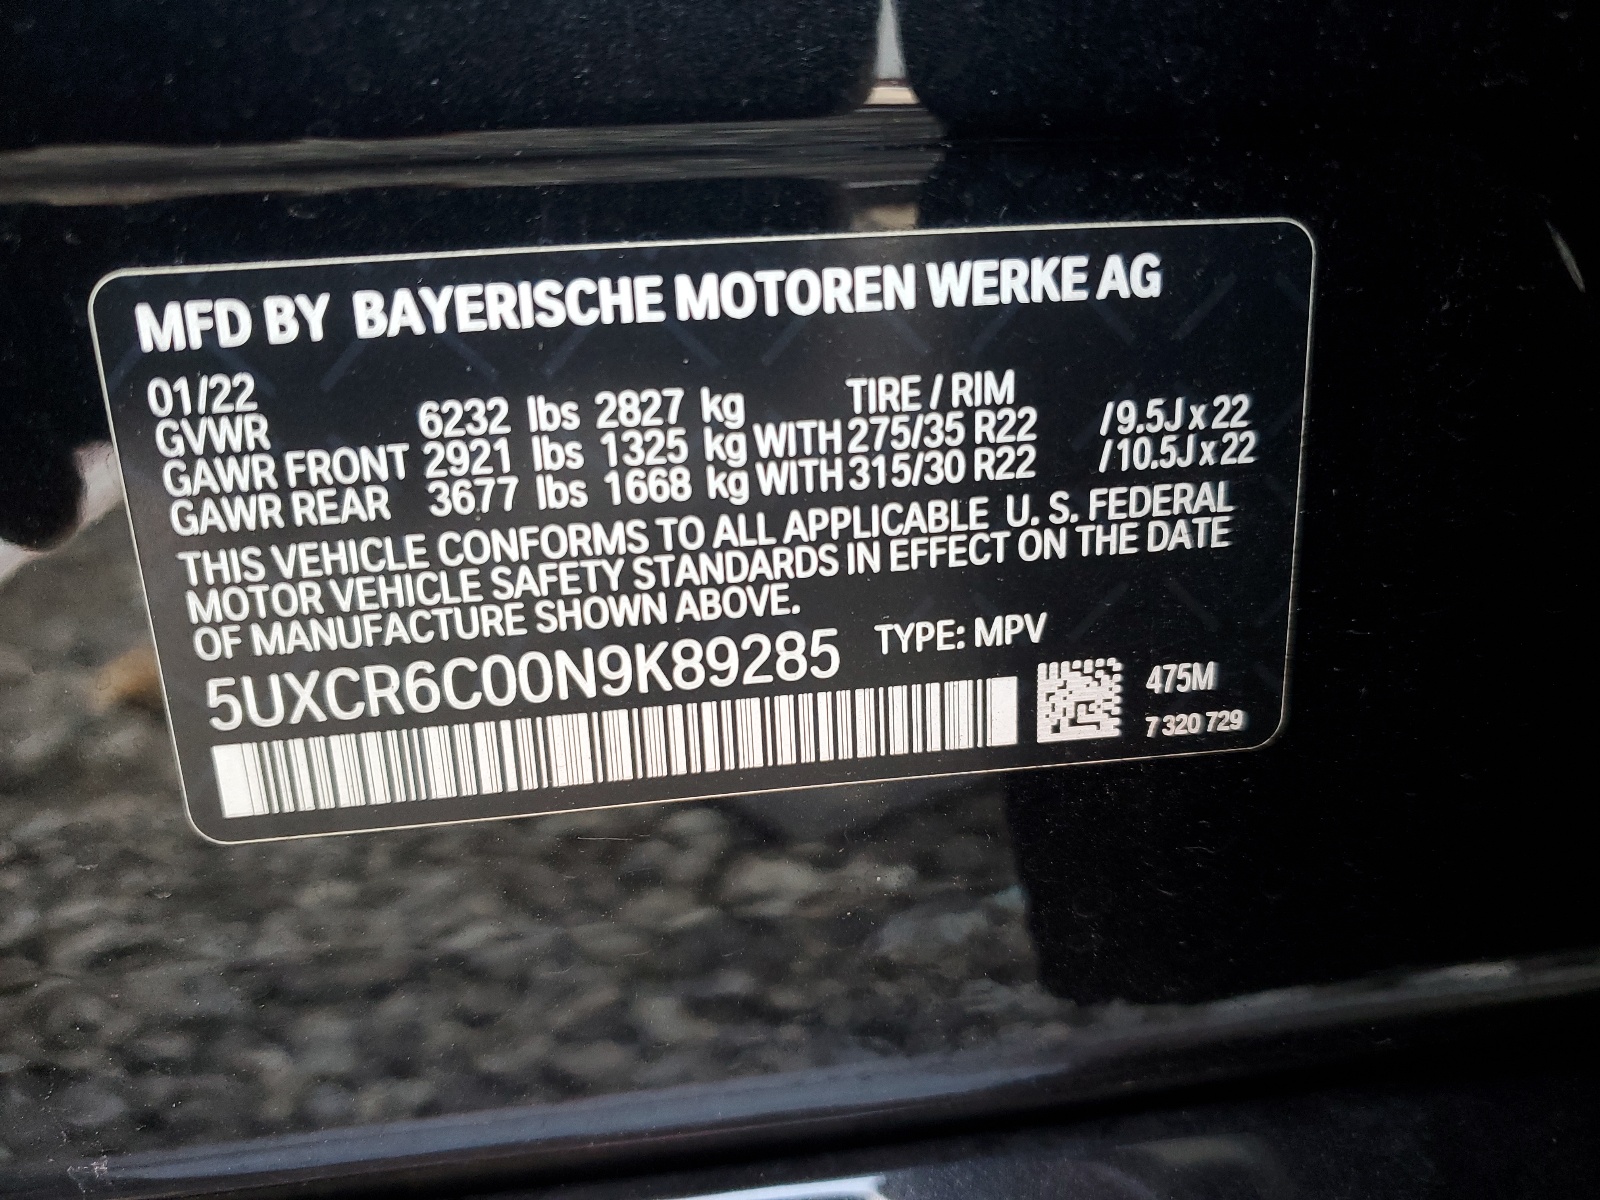 MFD BY BAYERISCHE MOTOREN WERKE AG
01/22 TIRE / RIM
GVWR 6232 lbs 2827 kg
GAWR FRONT 2921 lbs 1325 kg WITH 275/35 R22 /9.5J x 22
GAWR REAR 3677 lbs 1668 kg WITH 315/30 R22 /10.5J x 22
THIS VEHICLE CONFORMS TO ALL APPLICABLE U. S. FEDERAL
MOTOR VEHICLE SAFETY STANDARDS IN EFFECT ON THE DATE
OF MANUFACTURE SHOWN ABOVE.
5UXCR6C00N9K89285 TYPE: MPV
475M
7 320 729